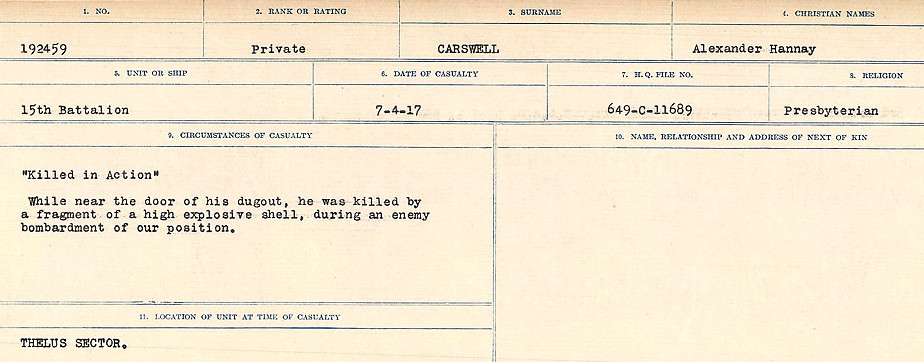 1. NO. 2. RANK OR RATING 3. SURNAME 4. CHRISTIAN NAMES
192459 Private CARSWELL Alexander Hannay
5. UNIT OR SHIP 6. DATE OF CASUALTY 7. H.Q. FILE NO. 8. RELIGION
15th Battalion 7-4-17 649-C-11689 Presbyterian
9. CIRCUMSTANCES OF CASUALTY 10. NAME, RELATIONSHIP AND ADDRESS OF NEXT OF KIN
"Killed in Action"
While near the door of his dugout, he was killed by
a fragment of a high explosive shell, during an enemy
bombardment of our position.
11. LOCATION OF UNIT AT TIME OF CASUALTY
THELUS SECTOR.